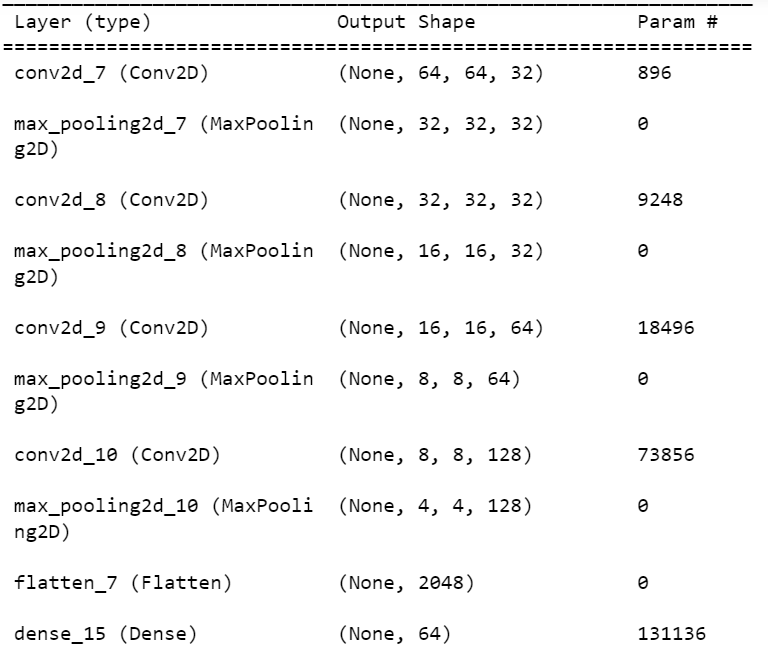 Layer (type) Output Shape Param #
=================================================================
conv2d_7 (Conv2D) (None, 64, 64, 32) 896
max_pooling2d_7 (MaxPoolin (None, 32, 32, 32) 0
g2D)
conv2d_8 (Conv2D) (None, 32, 32, 32) 9248
max_pooling2d_8 (MaxPoolin (None, 16, 16, 32) 0
g2D)
conv2d_9 (Conv2D) (None, 16, 16, 64) 18496
max_pooling2d_9 (MaxPoolin (None, 8, 8, 64) 0
g2D)
conv2d_10 (Conv2D) (None, 8, 8, 128) 73856
max_pooling2d_10 (MaxPooli (None, 4, 4, 128) 0
ng2D)
flatten_7 (Flatten) (None, 2048) 0
dense_15 (Dense) (None, 64) 131136